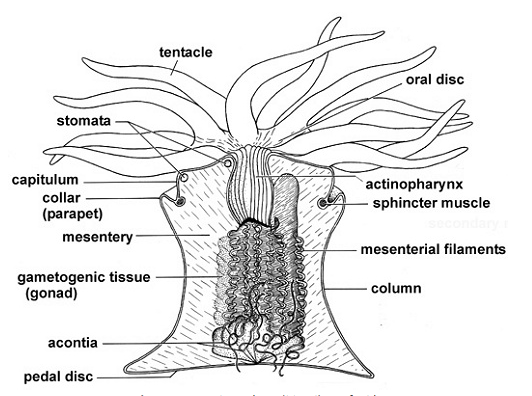 tentacle
oral disc
stomata
capitulum
actinopharynx
collar
(parapet)
sphincter muscle
mesentery
mesenterial filaments
gametogenic tissue
(gonad)
column
acontia
pedal disc